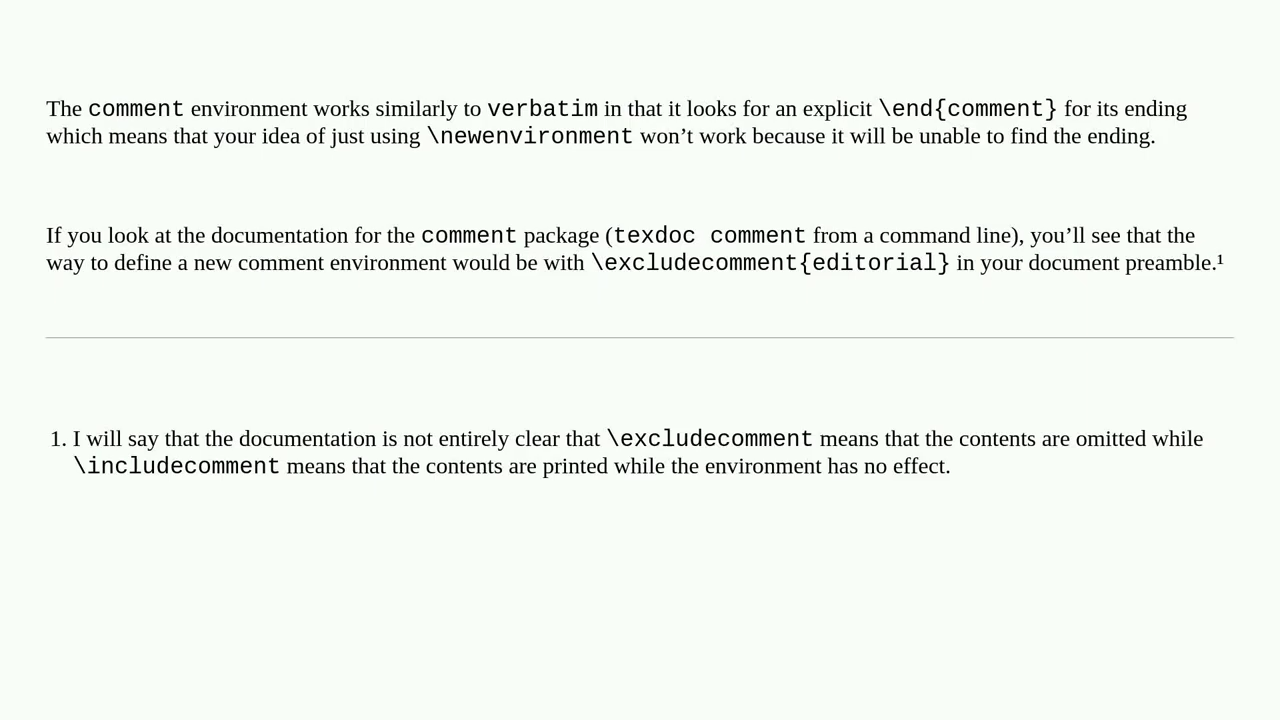 The comment environment works similarly to verbatim in that it looks for an explicit \end{comment} for its ending
which means that your idea of just using \newenvironment won’t work because it will be unable to find the ending.
If you look at the documentation for the comment package (texdoc comment from a command line), you’ll see that the
way to define a new comment environment would be with \excludecomment{editorial} in your document preamble.¹
1. I will say that the documentation is not entirely clear that \excludecomment means that the contents are omitted while
\includecomment means that the contents are printed while the environment has no effect.